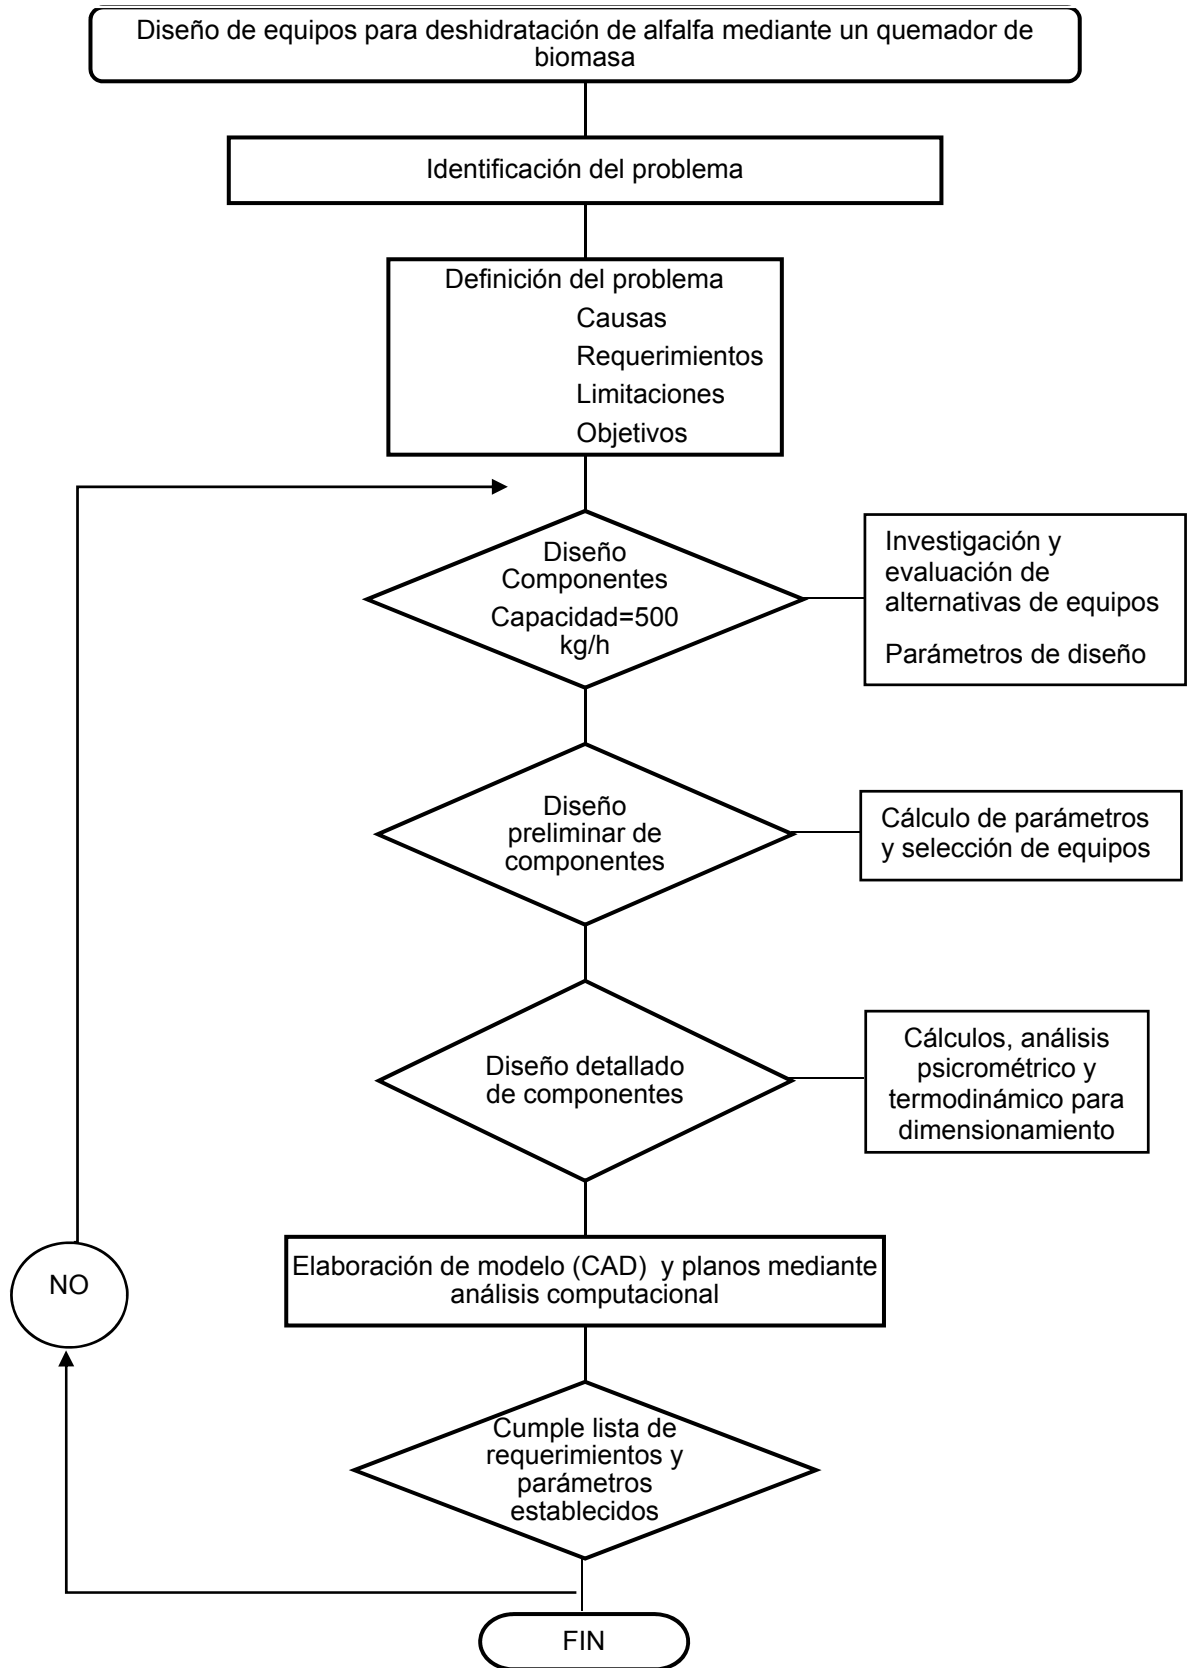 Diseño de equipos para deshidratación de alfalfa mediante un quemador de
biomasa
Identificación del problema
Definición del problema
Causas
Requerimientos
Limitaciones
Objetivos
Diseño
Componentes
Capacidad=500
kg/h
Investigación y
evaluación de
alternativas de equipos
Parámetros de diseño
Diseño
preliminar de
componentes
Cálculo de parámetros
y selección de equipos
Diseño detallado
de componentes
Cálculos, análisis
psicrométrico y
termodinámico para
dimensionamiento
Elaboración de modelo (CAD) y planos mediante
análisis computacional
NO
Cumple lista de
requerimientos y
parámetros
establecidos
FIN